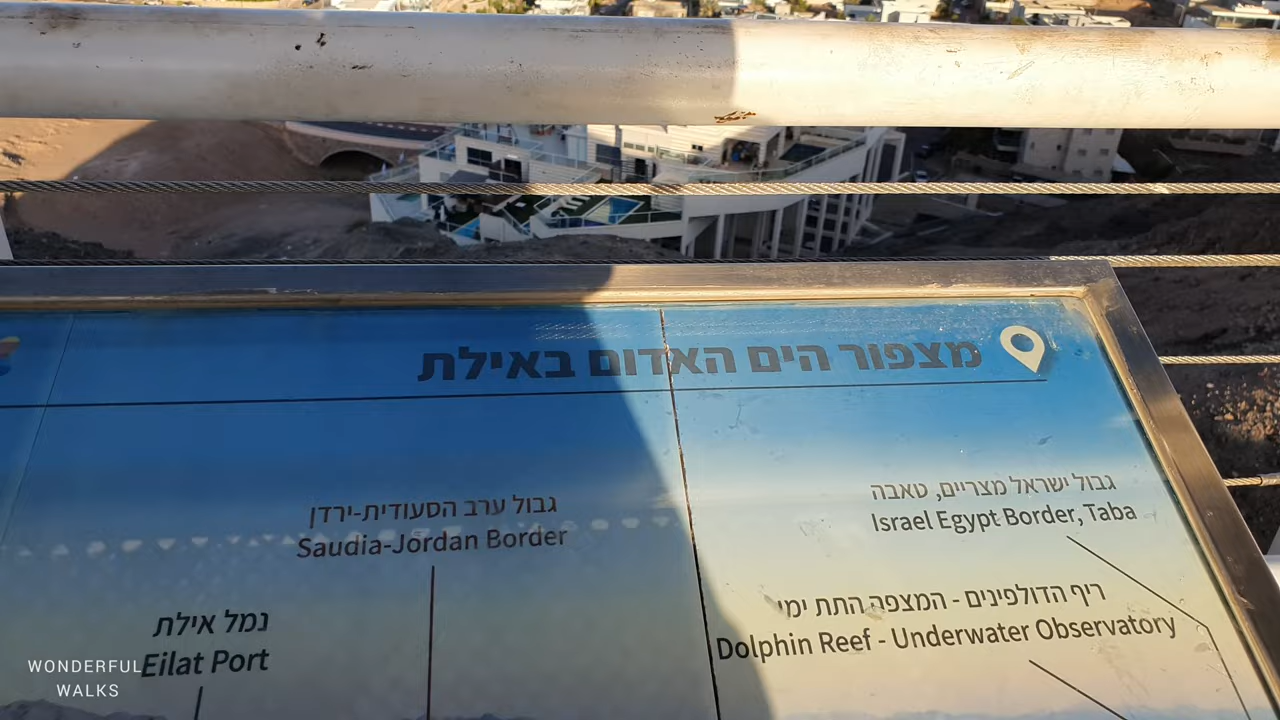 מצפור הים האדום באילת
גבול ישראל מצריים, טאבה
Israel Egypt Border, Taba
גבול ערב הסעודית-ירדן
Saudia-Jordan Border
ריף הדולפינים - המצפה התת ימי
Dolphin Reef - Underwater Observatory
נמל אילת
Eilat Port
WONDERFUL
WALKS